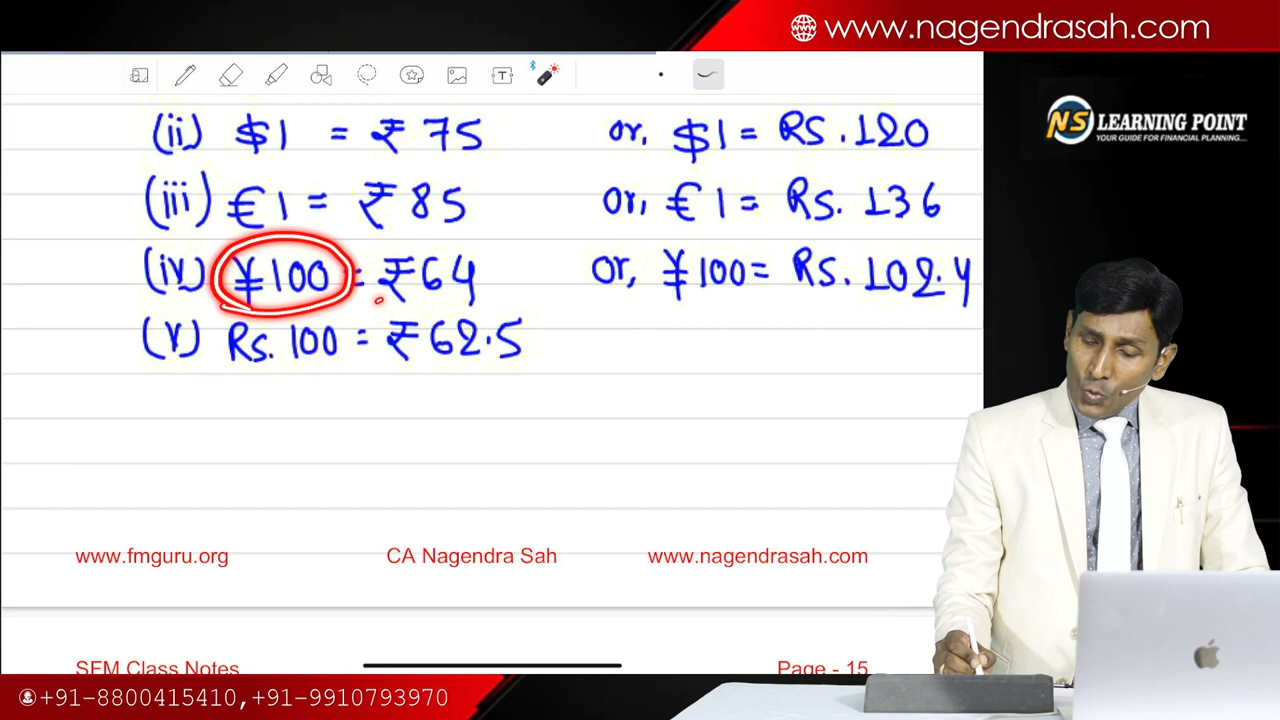 www.nagendrasah.com
NS LEARNING POINT
YOUR GUIDE FOR FINANCIAL PLANNING...
T
(ii) $1 = ₹75 or, $1 = Rs.120
(iii) €1 = ₹85 or, €1 = Rs. 136
(iv) ¥100 = ₹64 or, ¥100 = Rs. 102.4
(v) Rs. 100 = ₹62.5
www.fmguru.org CA Nagendra Sah www.nagendrasah.com
SFM Class Notes Page - 15
+91-8800415410,+91-9910793970